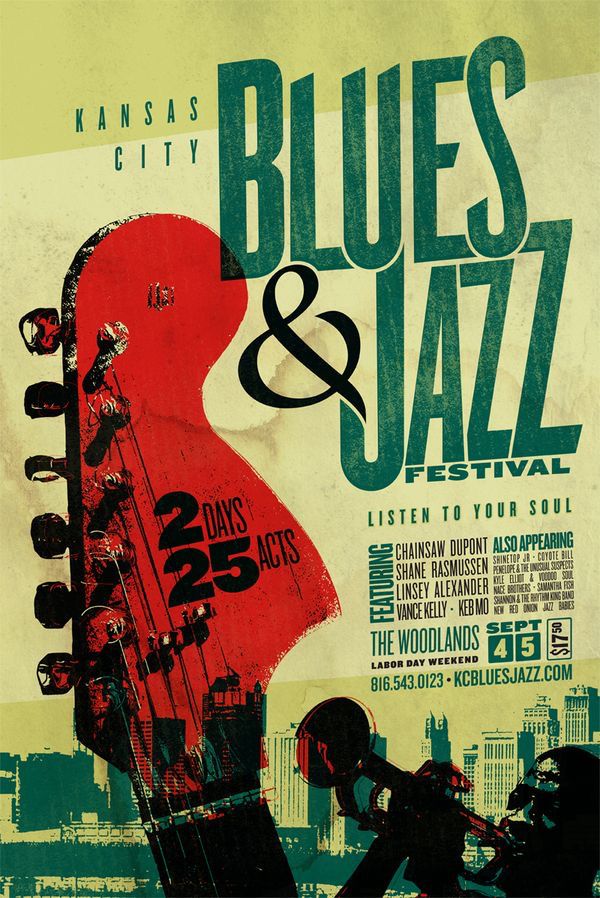 KANSAS
CITY
BLUES
&
JAZZ
FESTIVAL
LISTEN TO YOUR SOUL
2 DAYS
25 ACTS
FEATURING
CHAINSAW DUPONT
SHANE RASMUSSEN
LINSEY ALEXANDER
VANCE KELLY · KEB MO
ALSO APPEARING
SHINETOP JR · COYOTE BILL
PENELOPE & THE UNUSUAL SUSPECTS
KYLE ELLIOT & VOODOO SOUL
NACE BROTHERS · SAMANTHA FISH
SHANNON & THE RHYTHM KING BAND
NEW RED ONION JAZZ BABIES
THE WOODLANDS
LABOR DAY WEEKEND
SEPT
4 5
$17.50
816.543.0123 • KCBLUESJAZZ.COM